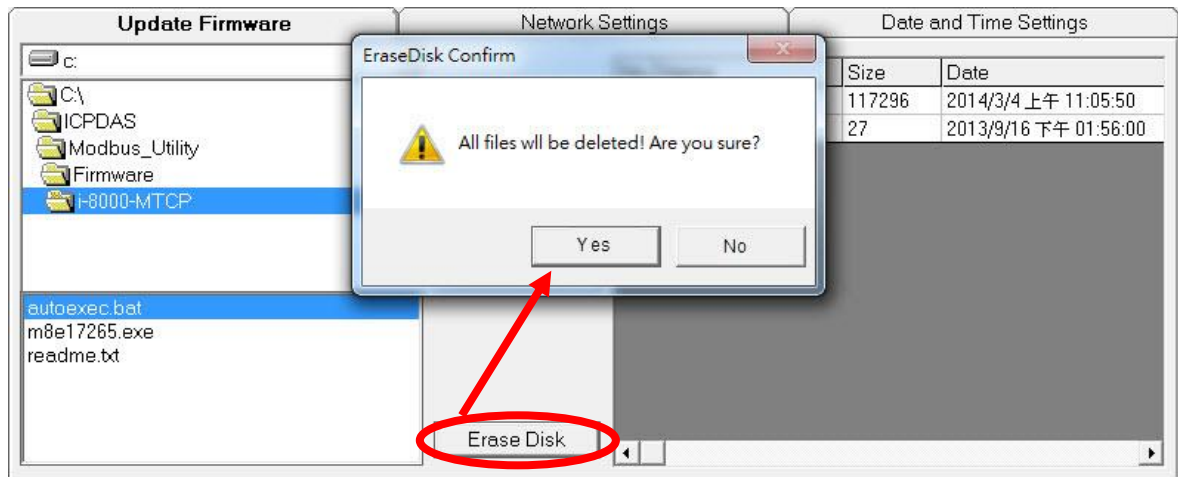 Update Firmware
Network Settings
Date and Time Settings
c:
C:\
ICPDAS
Modbus_Utility
Firmware
i-8000-MTCP
autoexec.bat
m8e17265.exe
readme.txt
EraseDisk Confirm
All files wll be deleted! Are you sure?
Yes
No
Erase Disk
Size Date
117296 2014/3/4 上午 11:05:50
27 2013/9/16 下午 01:56:00